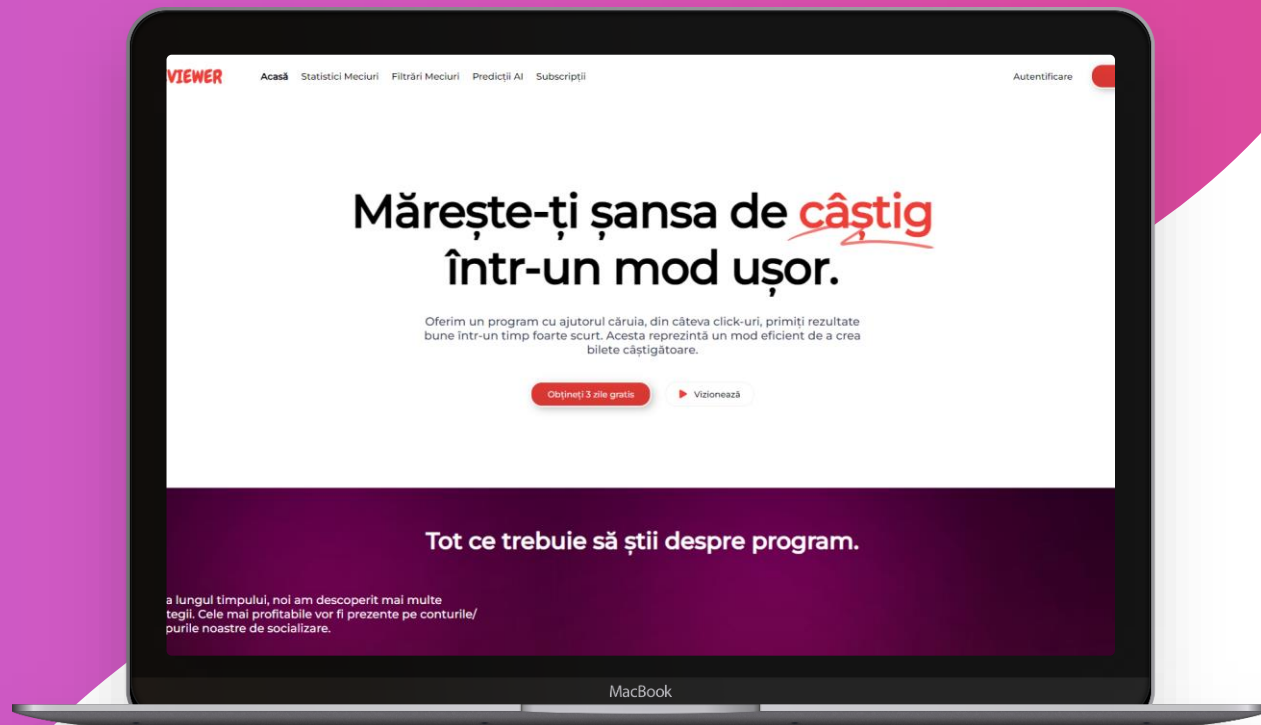 VIEWER Acasă Statistici Meciuri Filtrări Meciuri Predicții AI Subscripții Autentificare
Mărește-ți șansa de câștig
într-un mod ușor.
Oferim un program cu ajutorul căruia, din câteva click-uri, primiți rezultate
bune într-un timp foarte scurt. Acesta reprezintă un mod eficient de a crea
bilete câștigătoare.
Obțineți 3 zile gratis Vizionează
Tot ce trebuie să știi despre program.
a lungul timpului, noi am descoperit mai multe
tegii. Cele mai profitabile vor fi prezente pe conturile/
purile noastre de socializare.
MacBook